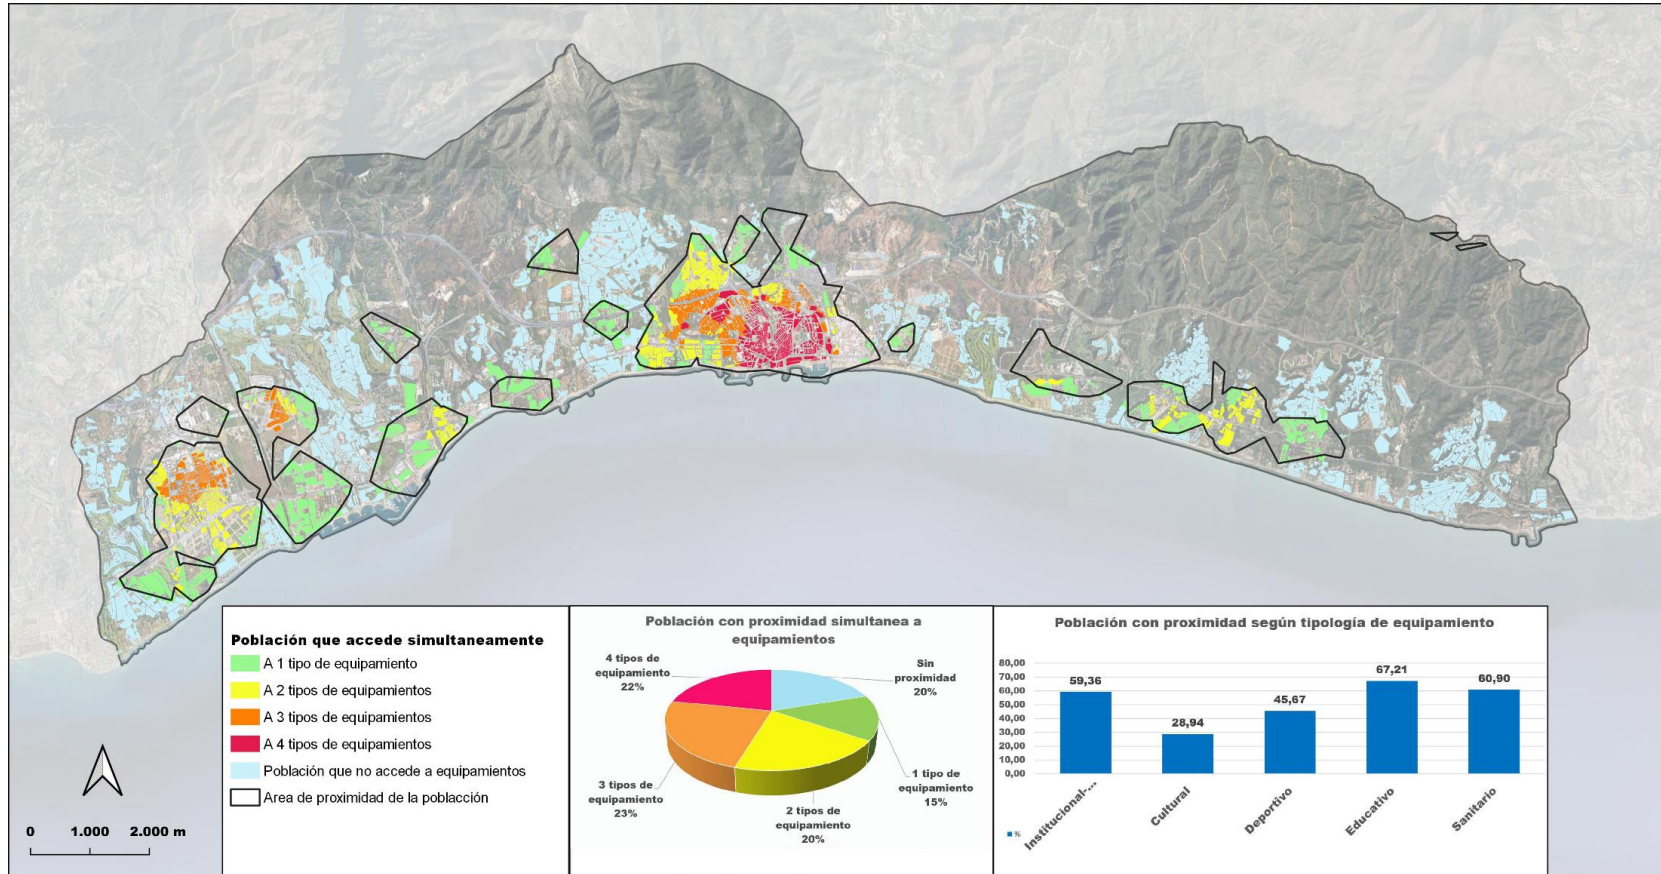 Población que accede simultaneamente
A 1 tipo de equipamiento
A 2 tipos de equipamientos
A 3 tipos de equipamientos
A 4 tipos de equipamientos
Población que no accede a equipamientos
Area de proximidad de la poblacción
0 1.000 2.000 m
Población con proximidad simultanea a
equipamientos
4 tipos de
equipamiento
22%
Sin
proximidad
20%
3 tipos de
equipamiento
23%
2 tipos de
equipamiento
20%
1 tipo de
equipamiento
15%
Población con proximidad según tipología de equipamiento
80,00
70,00
60,00
50,00
40,00
30,00
20,00
10,00
0,00
59,36
28,94
45,67
67,21
60,90
Institucional-...
Cultural
Deportivo
Educativo
Sanitario
%